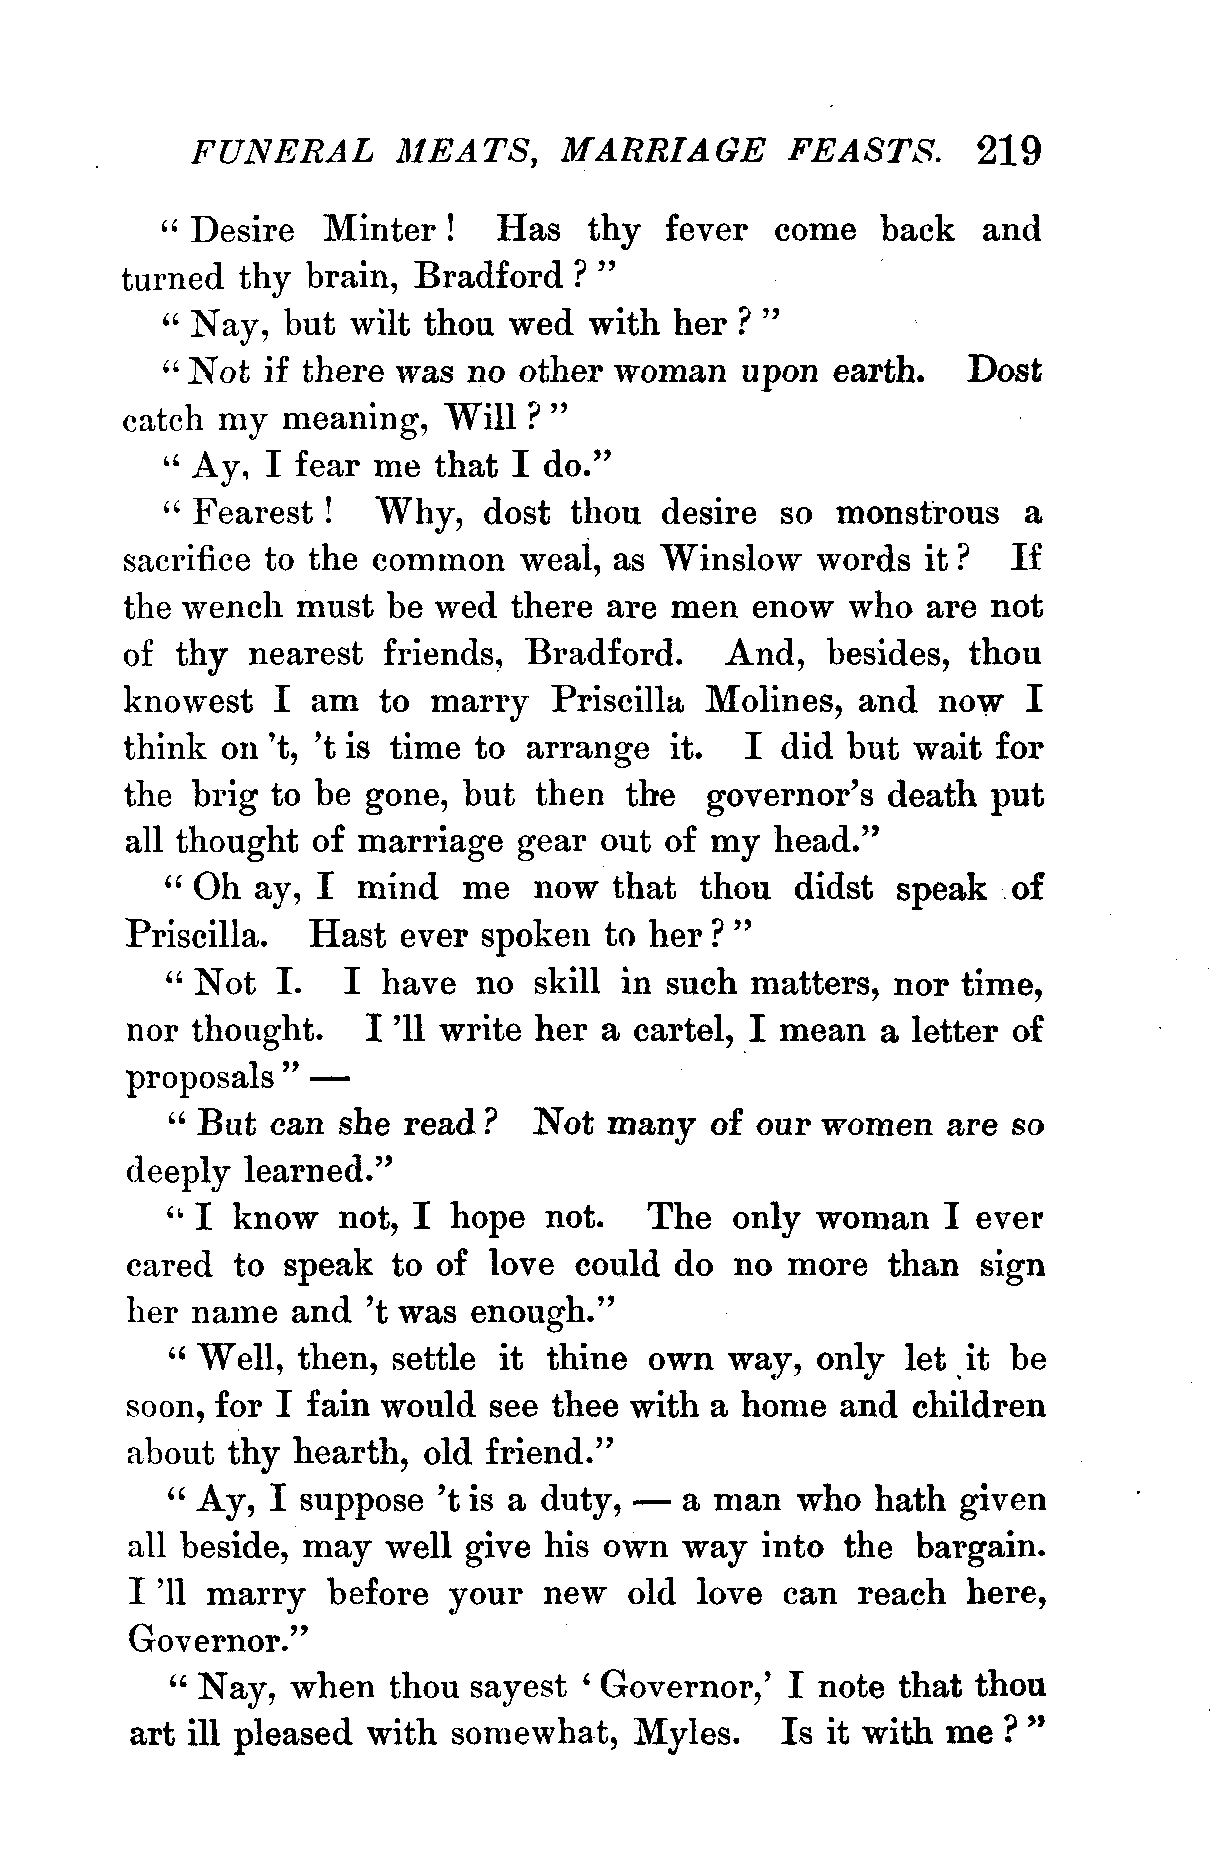 FUNERAL MEATS, MARRIAGE FEASTS. 219
“ Desire Minter ! Has thy fever come back and
turned thy brain, Bradford ? ”
“ Nay, but wilt thou wed with her ? ”
“ Not if there was no other woman upon earth. Dost
catch my meaning, Will ? ”
“ Ay, I fear me that I do.”
“ Fearest ! Why, dost thou desire so monstrous a
sacrifice to the common weal, as Winslow words it ? If
the wench must be wed there are men enow who are not
of thy nearest friends, Bradford. And, besides, thou
knowest I am to marry Priscilla Molines, and now I
think on 't, 't is time to arrange it. I did but wait for
the brig to be gone, but then the governor's death put
all thought of marriage gear out of my head.”
“ Oh ay, I mind me now that thou didst speak of
Priscilla. Hast ever spoken to her ? ”
“ Not I. I have no skill in such matters, nor time,
nor thought. I 'll write her a cartel, I mean a letter of
proposals ” —
“ But can she read ? Not many of our women are so
deeply learned.”
“ I know not, I hope not. The only woman I ever
cared to speak to of love could do no more than sign
her name and 't was enough.”
“ Well, then, settle it thine own way, only let it be
soon, for I fain would see thee with a home and children
about thy hearth, old friend.”
“ Ay, I suppose 't is a duty, — a man who hath given
all beside, may well give his own way into the bargain.
I 'll marry before your new old love can reach here,
Governor.”
“ Nay, when thou sayest ‘ Governor,’ I note that thou
art ill pleased with somewhat, Myles. Is it with me ? ”